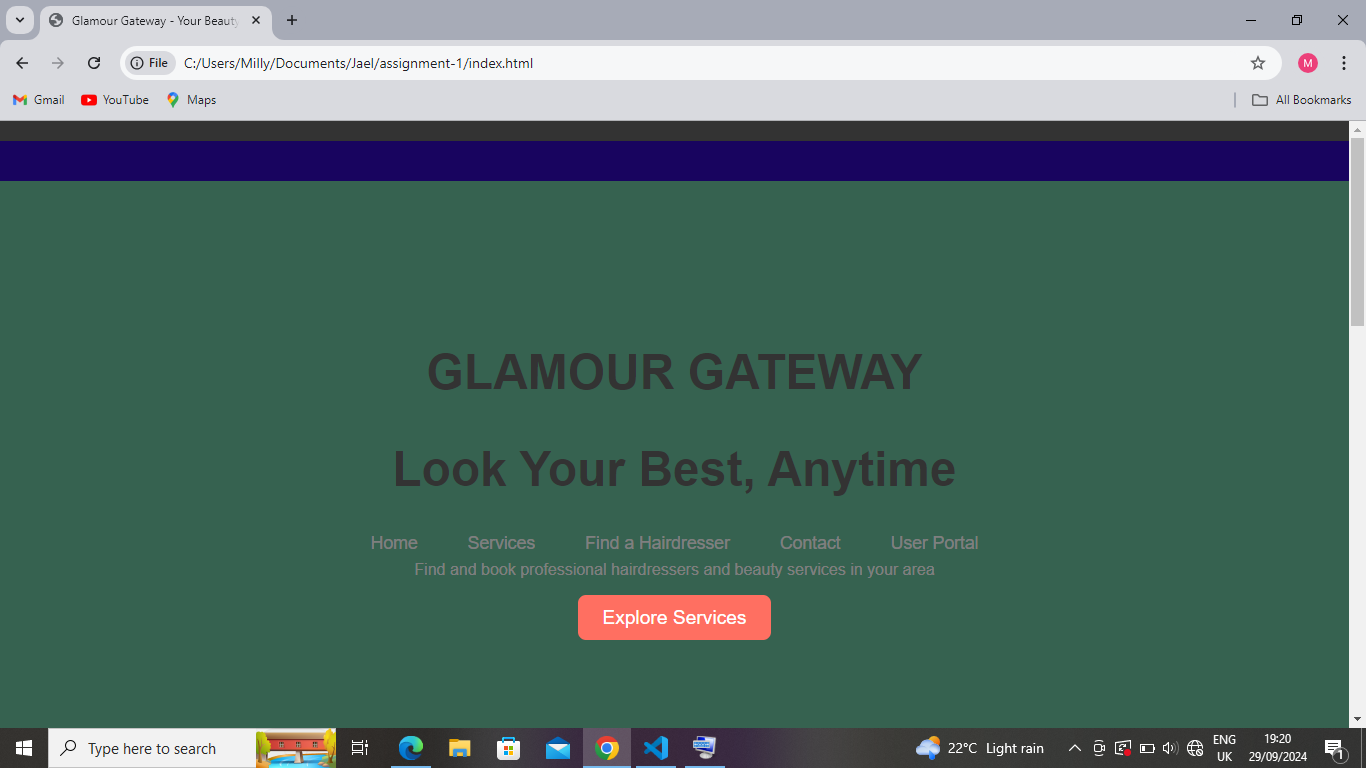 Glamour Gateway - Your Beauty
File
C:/Users/Milly/Documents/Jael/assignment-1/index.html
M
Gmail
YouTube
Maps
All Bookmarks
GLAMOUR GATEWAY
Look Your Best, Anytime
Home Services Find a Hairdresser Contact User Portal
Find and book professional hairdressers and beauty services in your area
Explore Services
Type here to search
22°C Light rain
ENG
UK
19:20
29/09/2024
1